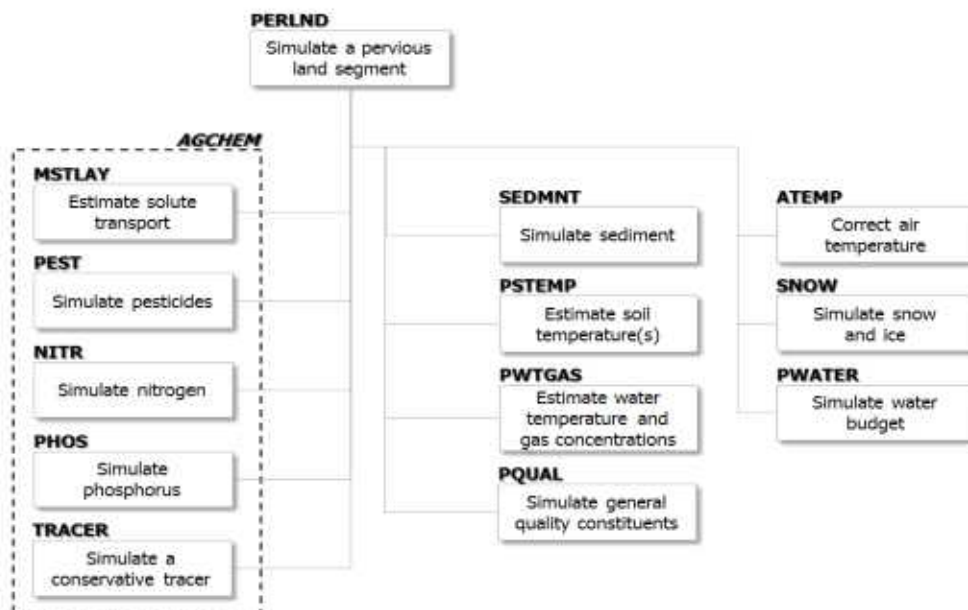 PERLND
Simulate a pervious
land segment
AGCHEM
MSTLAY
Estimate solute
transport
PEST
Simulate pesticides
NITR
Simulate nitrogen
PHOS
Simulate
phosphorus
TRACER
Simulate a
conservative tracer
SEDMNT
Simulate sediment
PSTEMP
Estimate soil
temperature(s)
PWTGAS
Estimate water
temperature and
gas concentrations
PQUAL
Simulate general
quality constituents
ATEMP
Correct air
temperature
SNOW
Simulate snow
and ice
PWATER
Simulate water
budget